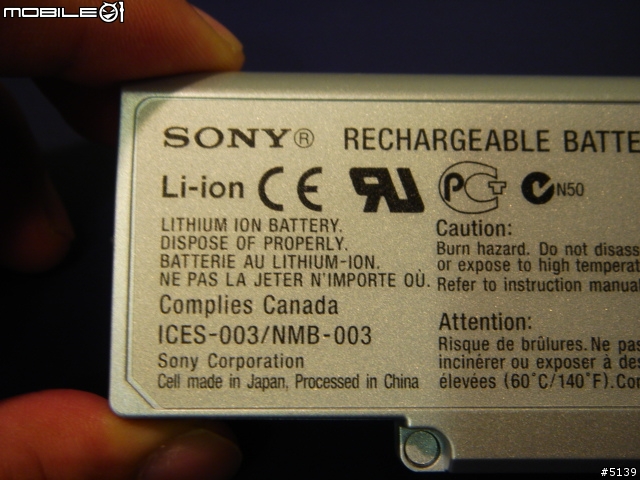 MOBILE01
SONY® RECHARGEABLE BATTE
Li-ion CE N50
LITHIUM ION BATTERY.
DISPOSE OF PROPERLY.
BATTERIE AU LITHIUM-ION.
NE PAS LA JETER N'IMPORTE OÙ.
Complies Canada
ICES-003/NMB-003
Sony Corporation
Cell made in Japan, Processed in China
Caution:
Burn hazard. Do not disass
or expose to high temperat
Refer to instruction manua
Attention:
Risque de brûlures. Ne pas
incinérer ou exposer à des
élevées (60°C/140°F). Con
#5139